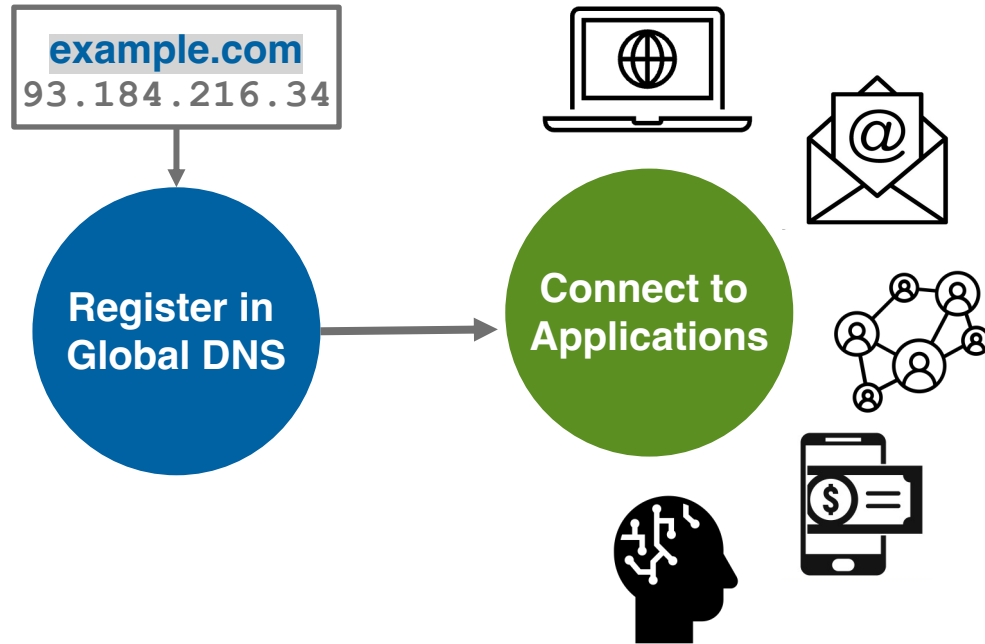 example.com
93.184.216.34
Register in
Global DNS
Connect to
Applications
@
$